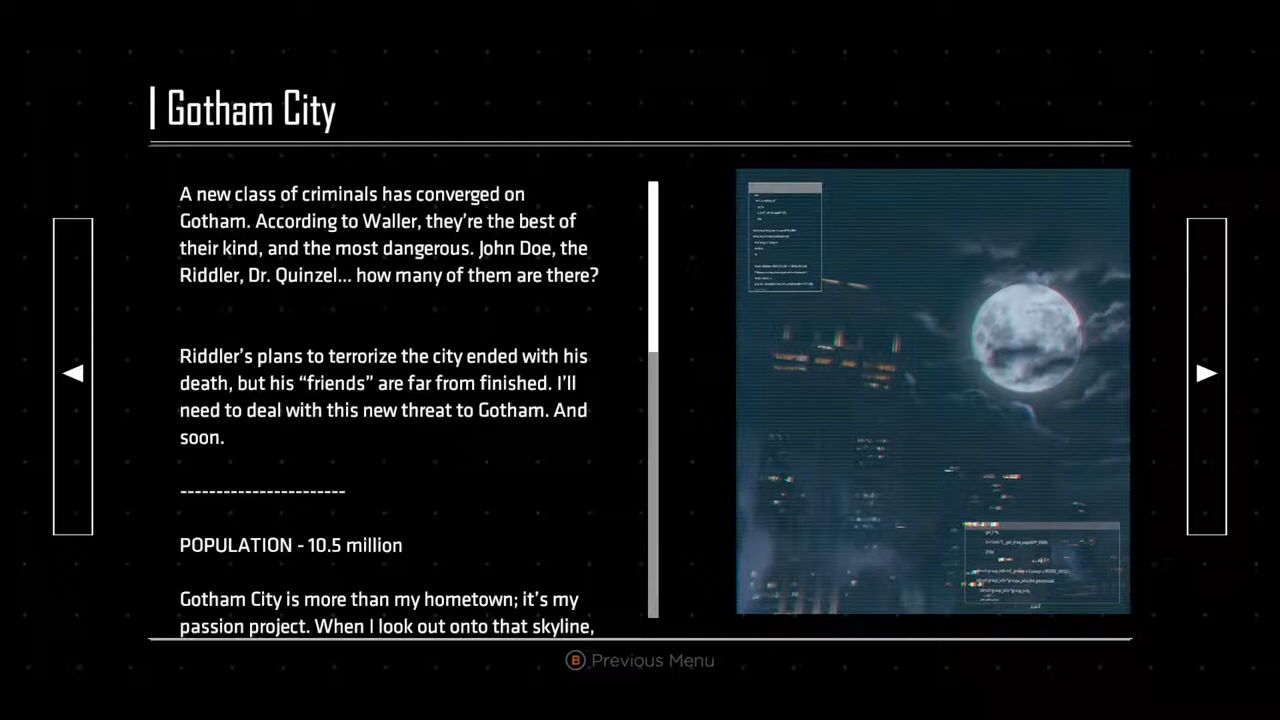 Gotham City
A new class of criminals has converged on
Gotham. According to Waller, they’re the best of
their kind, and the most dangerous. John Doe, the
Riddler, Dr. Quinzel... how many of them are there?
Riddler’s plans to terrorize the city ended with his
death, but his “friends” are far from finished. I’ll
need to deal with this new threat to Gotham. And
soon.
-----------------------
POPULATION - 10.5 million
Gotham City is more than my hometown; it’s my
passion project. When I look out onto that skyline,
B Previous Menu